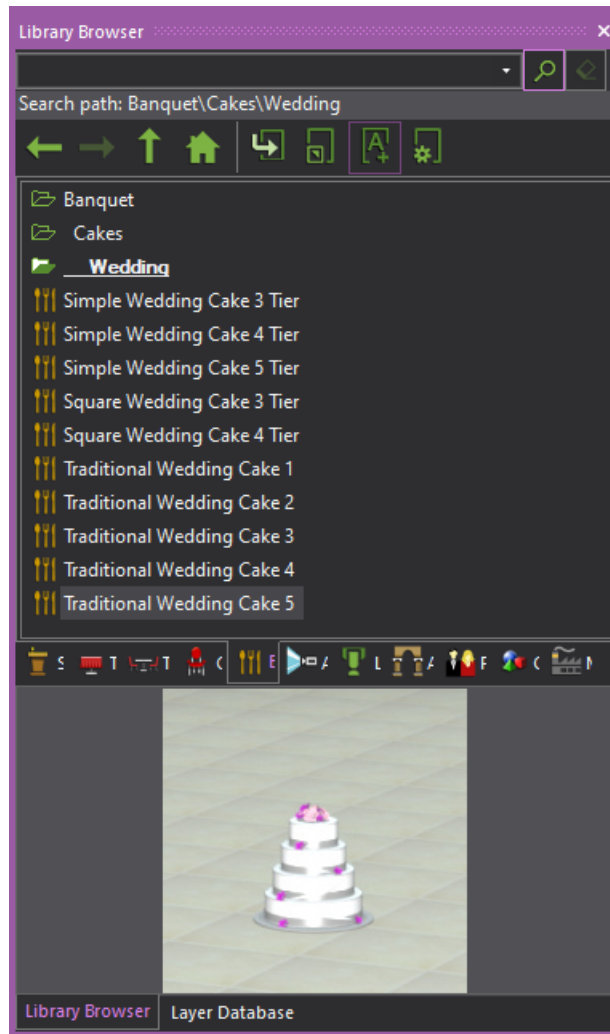 Library Browser
Search path: Banquet\Cakes\Wedding
Banquet
Cakes
Wedding
Simple Wedding Cake 3 Tier
Simple Wedding Cake 4 Tier
Simple Wedding Cake 5 Tier
Square Wedding Cake 3 Tier
Square Wedding Cake 4 Tier
Traditional Wedding Cake 1
Traditional Wedding Cake 2
Traditional Wedding Cake 3
Traditional Wedding Cake 4
Traditional Wedding Cake 5
S T T C E A L A F C M
Library Browser Layer Database